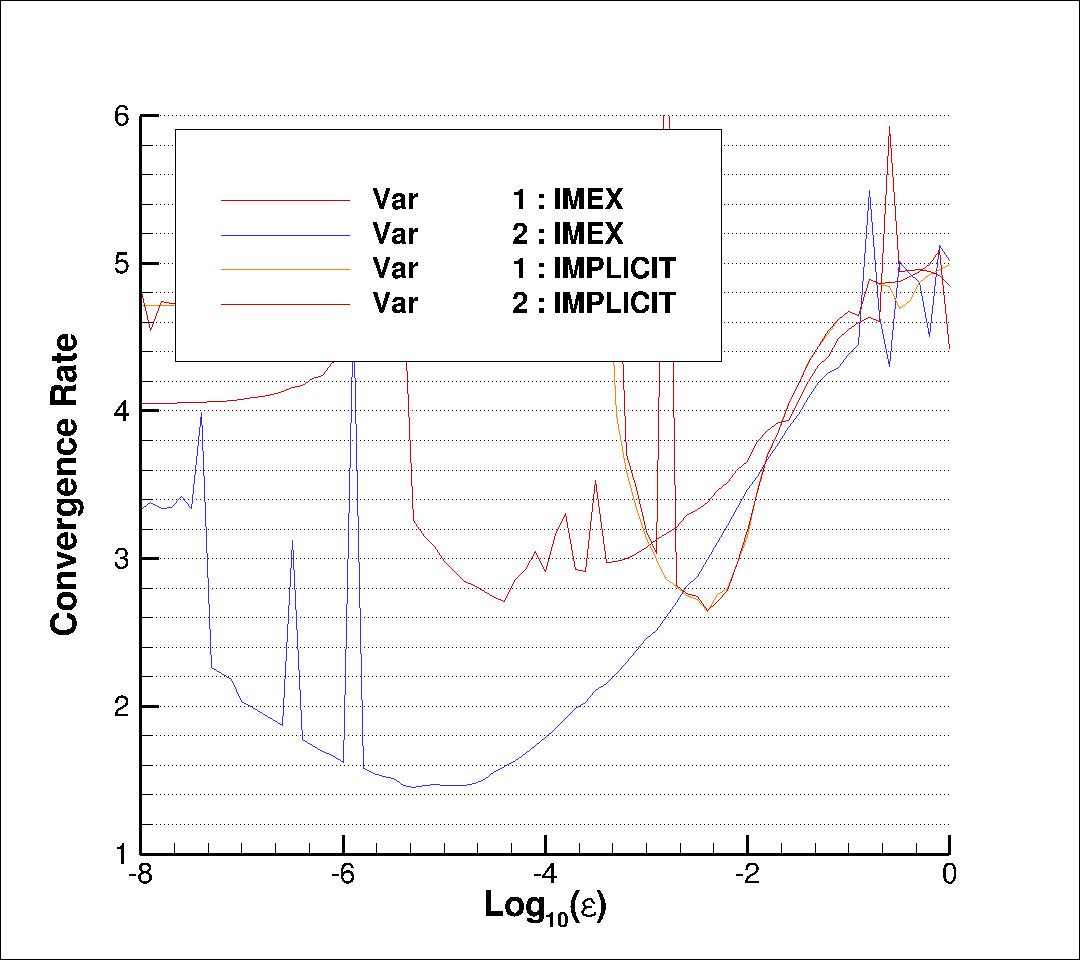 6
Var 1 : IMEX
Var 2 : IMEX
Var 1 : IMPLICIT
Var 2 : IMPLICIT
5
4
3
2
1
Convergence Rate
-8 -6 -4 -2 0
Log₁₀(ε)